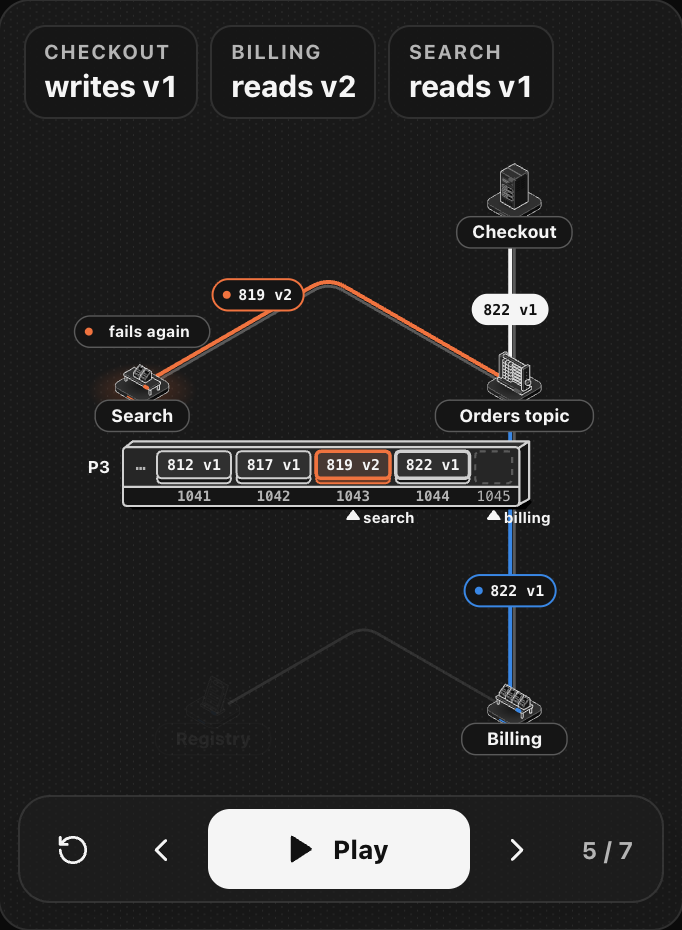 CHECKOUT
writes v1
BILLING
reads v2
SEARCH
reads v1
Checkout
819 v2
822 v1
fails again
Search
Orders topic
P3
… 812 v1 817 v1 819 v2 822 v1
1041 1042 1043 1044 1045
search
billing
822 v1
Registry
Billing
Play
5 / 7